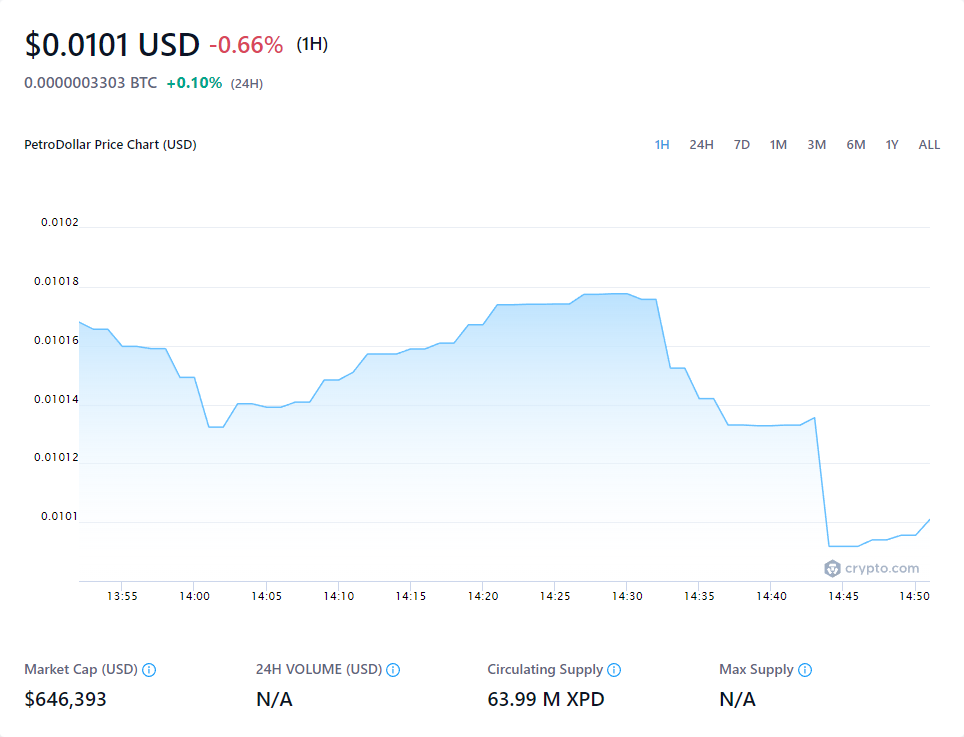 $0.0101 USD -0.66% (1H)
0.0000003303 BTC +0.10% (24H)
PetroDollar Price Chart (USD) 1H 24H 7D 1M 3M 6M 1Y ALL
0.0102
0.01018
0.01016
0.01014
0.01012
0.0101
crypto.com
13:55 14:00 14:05 14:10 14:15 14:20 14:25 14:30 14:35 14:40 14:45 14:50
Market Cap (USD) 24H VOLUME (USD) Circulating Supply Max Supply
$646,393 N/A 63.99 M XPD N/A